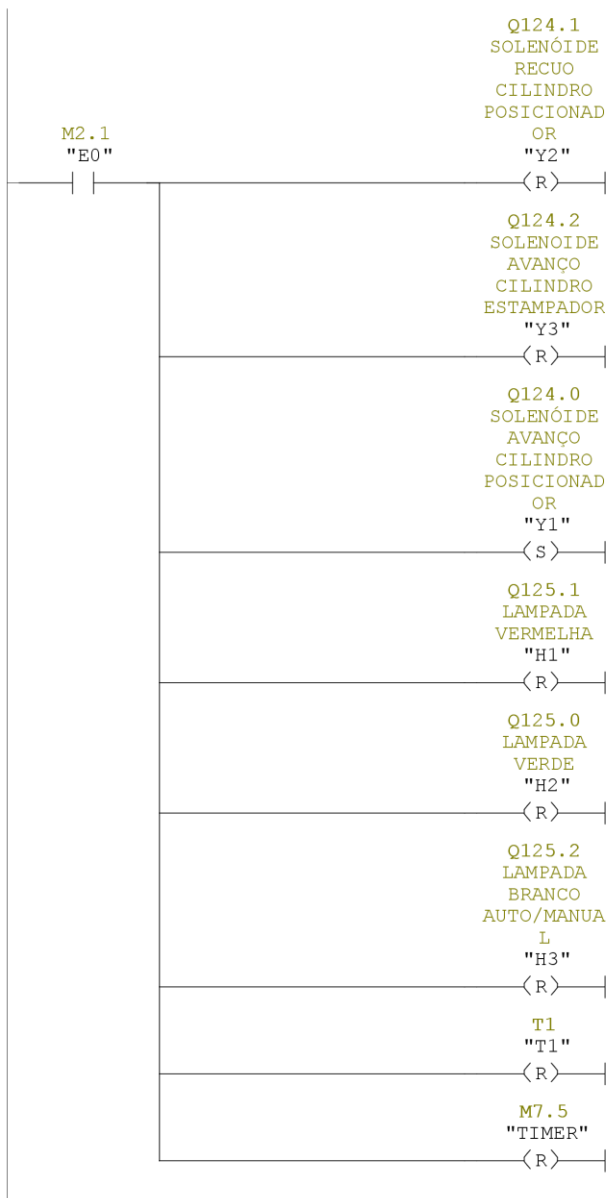 Q124.1
SOLENÓIDE
RECUO
CILINDRO
POSICIONAD
OR
M2.1
"E0"
"Y2"
(R)
Q124.2
SOLENOIDE
AVANÇO
CILINDRO
ESTAMPADOR
"Y3"
(R)
Q124.0
SOLENÓIDE
AVANÇO
CILINDRO
POSICIONAD
OR
"Y1"
(S)
Q125.1
LAMPADA
VERMELHA
"H1"
(R)
Q125.0
LAMPADA
VERDE
"H2"
(R)
Q125.2
LAMPADA
BRANCO
AUTO/MANUA
L
"H3"
(R)
T1
"T1"
(R)
M7.5
"TIMER"
(R)